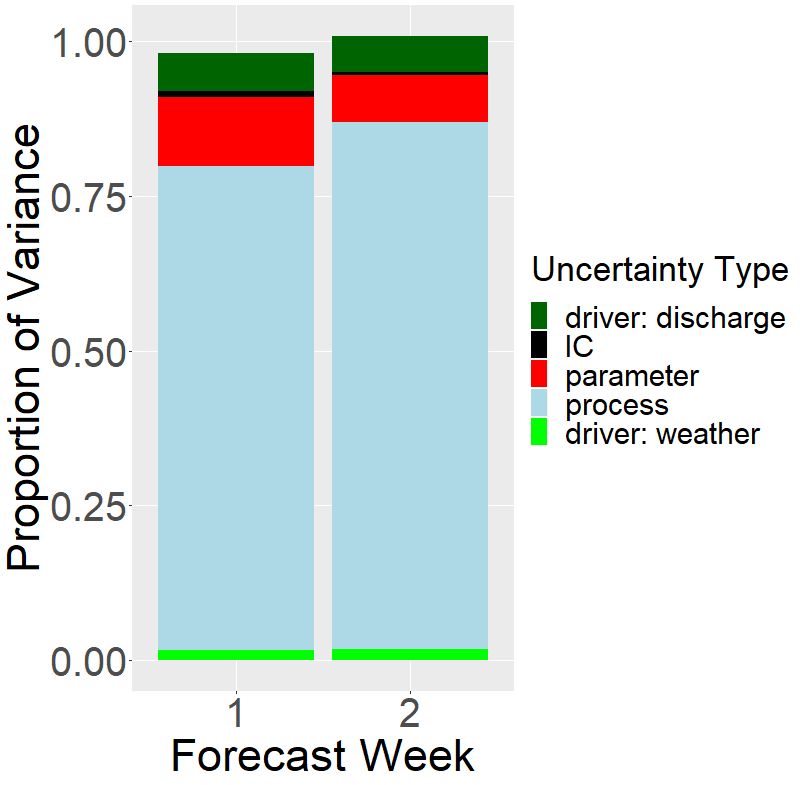 Proportion of Variance
1.00
0.75
0.50
0.25
0.00
1
2
Forecast Week
Uncertainty Type
driver: discharge
IC
parameter
process
driver: weather